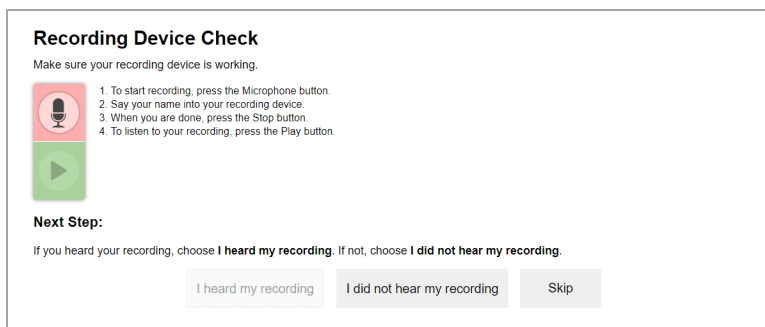 Recording Device Check
Make sure your recording device is working.
1. To start recording, press the Microphone button.
2. Say your name into your recording device.
3. When you are done, press the Stop button.
4. To listen to your recording, press the Play button.
Next Step:
If you heard your recording, choose I heard my recording. If not, choose I did not hear my recording.
I heard my recording
I did not hear my recording
Skip